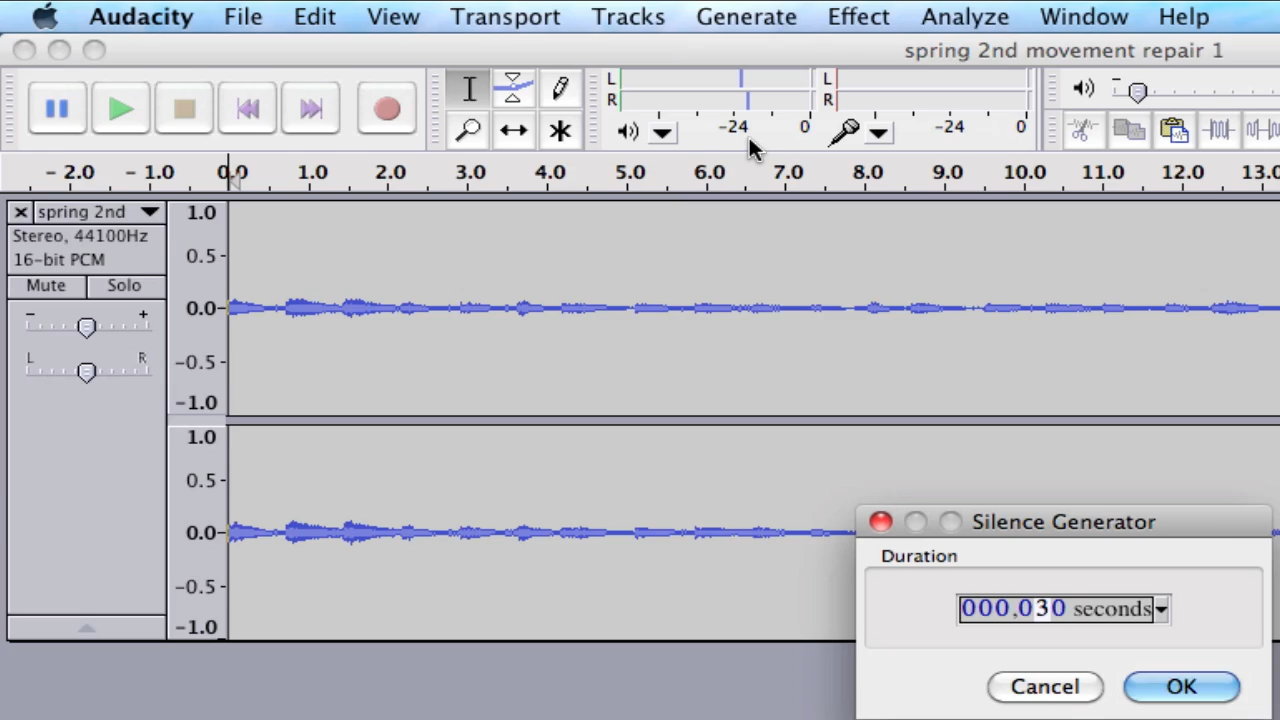 Audacity File Edit View Transport Tracks Generate Effect Analyze Window Help
spring 2nd movement repair 1
L L
R R
-24 0 -24 0
- 2.0 - 1.0 0.0 1.0 2.0 3.0 4.0 5.0 6.0 7.0 8.0 9.0 10.0 11.0 12.0 13.0
spring 2nd
Stereo, 44100Hz
16-bit PCM
Mute Solo
- +
L R
1.0
0.5
0.0
-0.5
-1.0
1.0
0.5
0.0
-0.5
-1.0
Silence Generator
Duration
000,030 seconds
Cancel OK